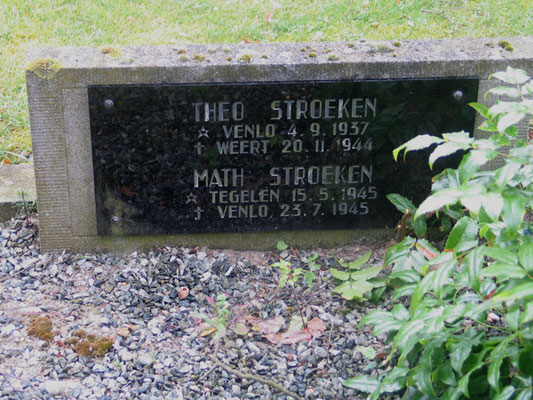 THEO STROEKEN
☆ VENLO 4.9.1937
† WEERT 20.11.1944
MATH STROEKEN
☆ TEGELEN 15.5.1945
† VENLO, 23.7.1945